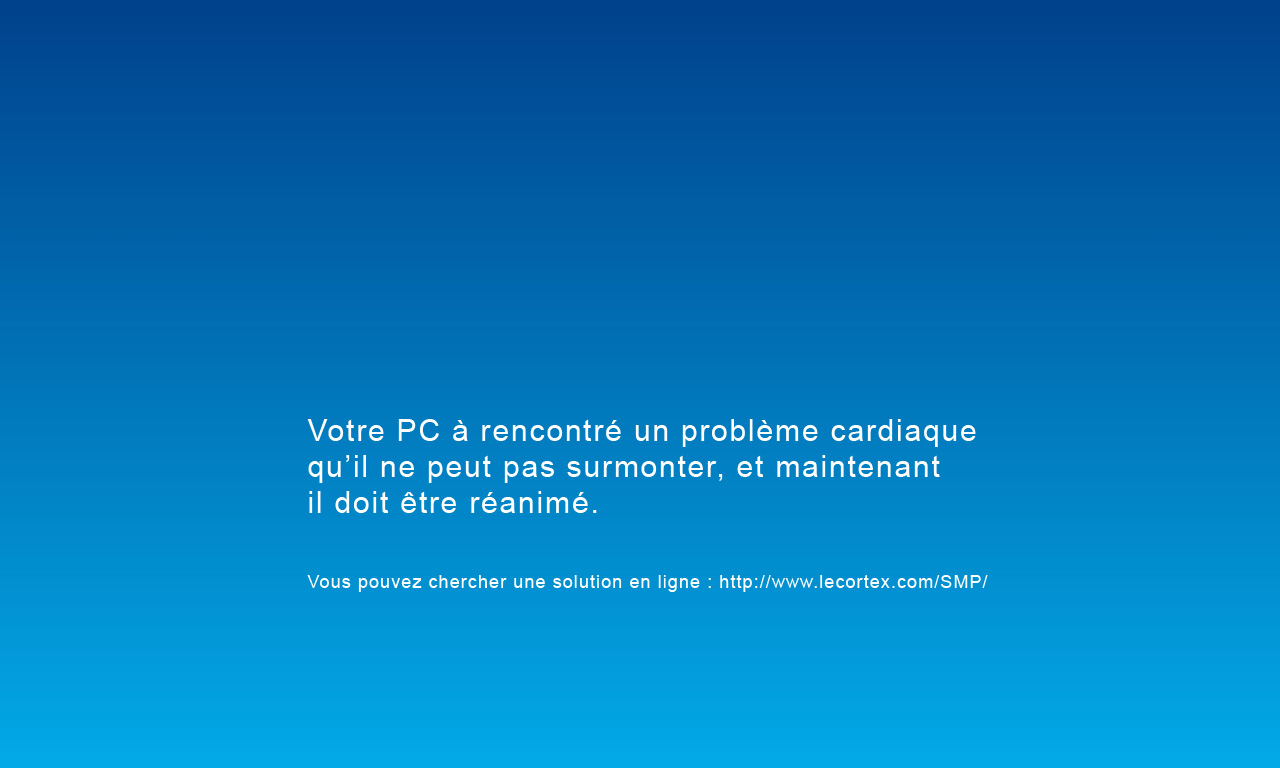 Votre PC à rencontré un problème cardiaque
qu’il ne peut pas surmonter, et maintenant
il doit être réanimé.
Vous pouvez chercher une solution en ligne : http://www.lecortex.com/SMP/